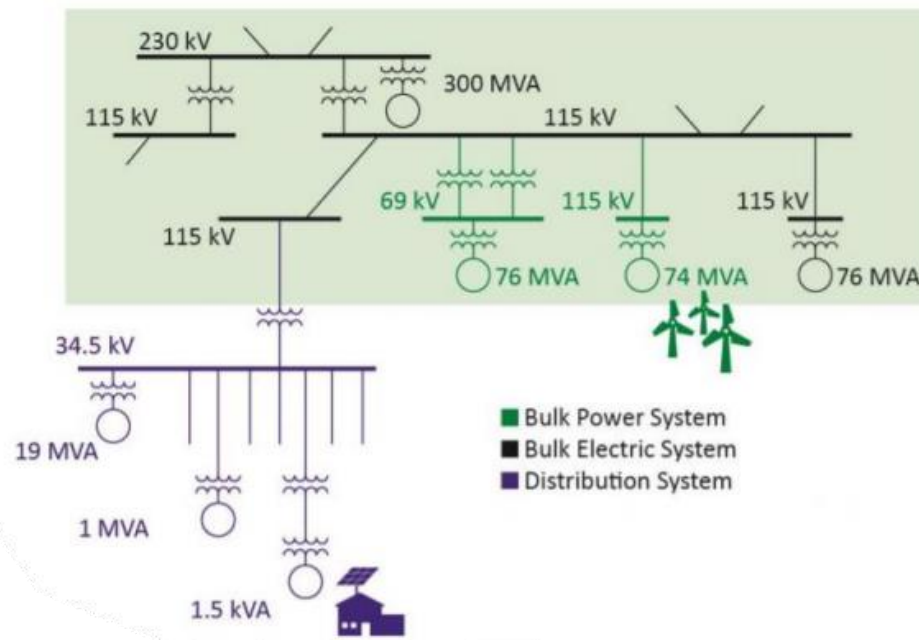 230 kV
300 MVA
115 kV
115 kV
69 kV
115 kV
115 kV
115 kV
76 MVA
74 MVA
76 MVA
34.5 kV
19 MVA
1 MVA
1.5 kVA
Bulk Power System
Bulk Electric System
Distribution System